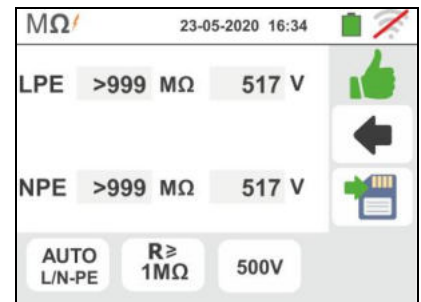 MΩ 23-05-2020 16:34
LPE >999 MΩ 517 V
NPE >999 MΩ 517 V
AUTO L/N-PE
R≥ 1MΩ
500V